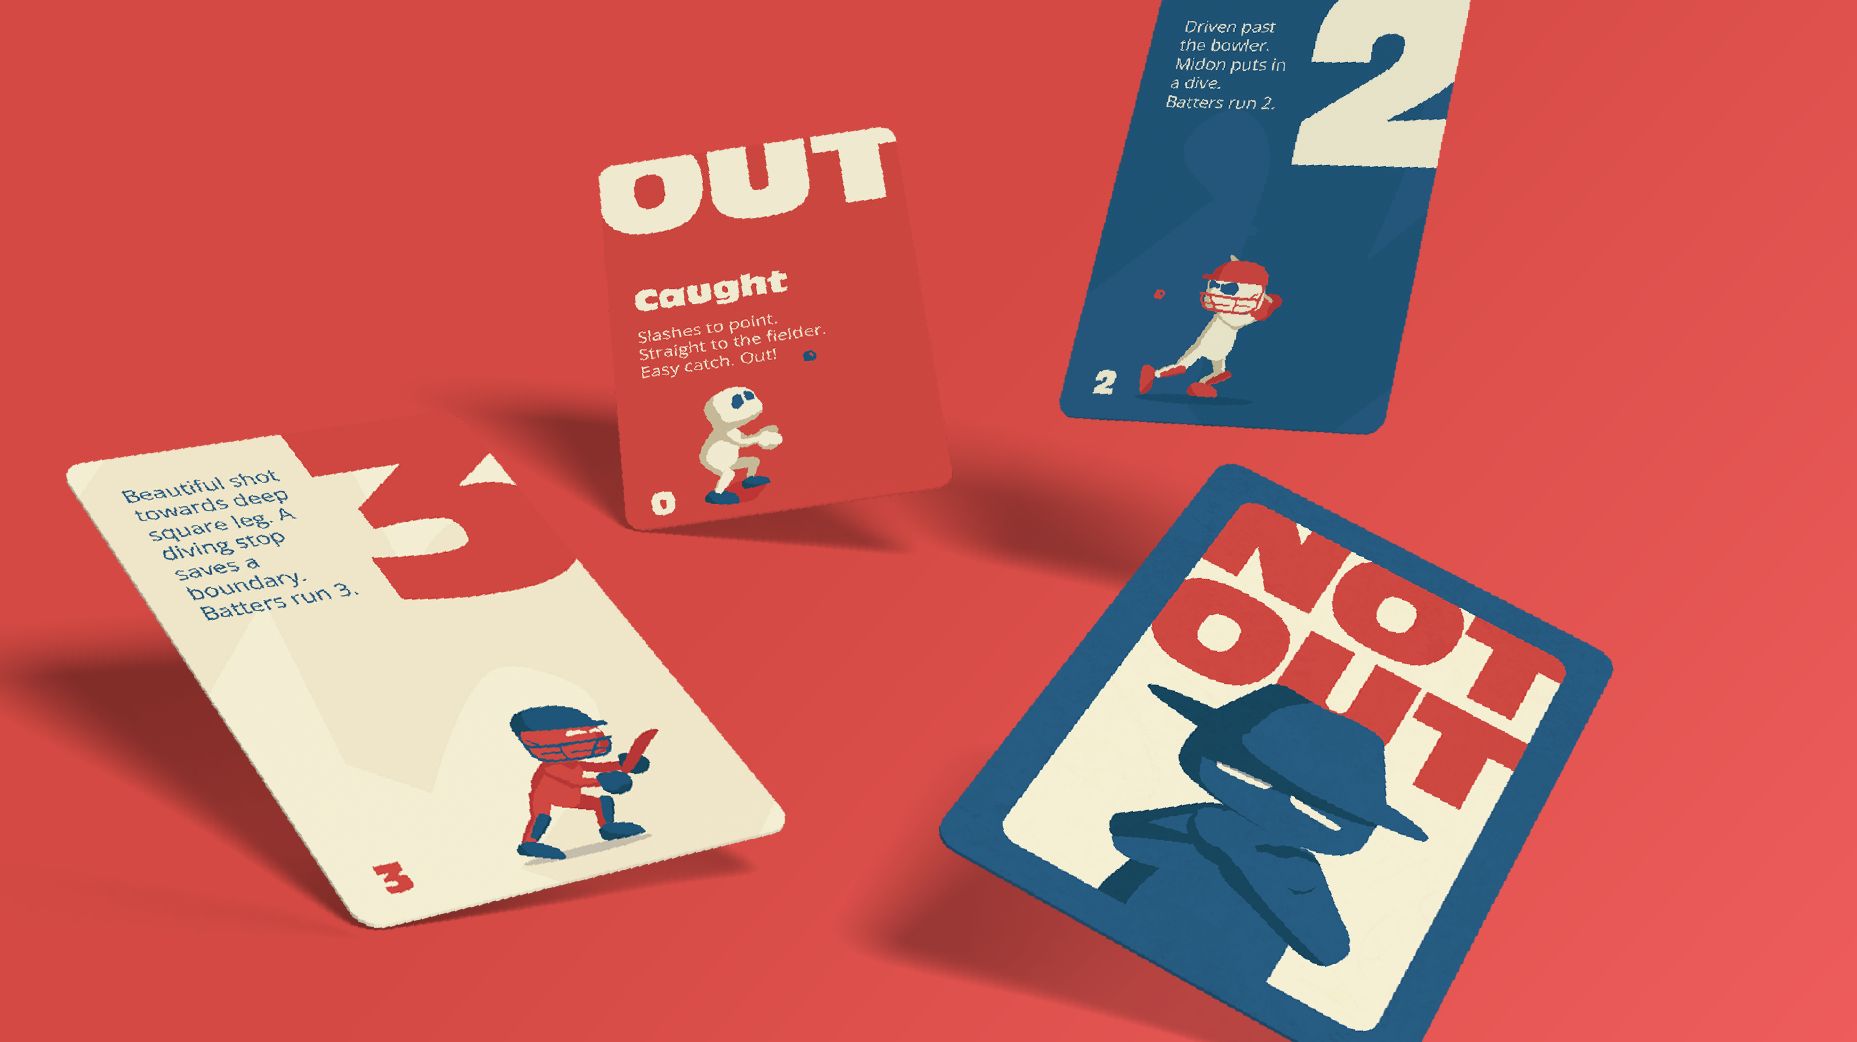 Driven past
the bowler.
Midon puts in
a dive.
Batters run 2.
2
2
OUT
caught
Slashes to point.
Straight to the fielder.
Easy catch. Out!
0
Beautiful shot
towards deep
square leg. A
diving stop
saves a
boundary.
Batters run 3.
3
3
NOT
OUT